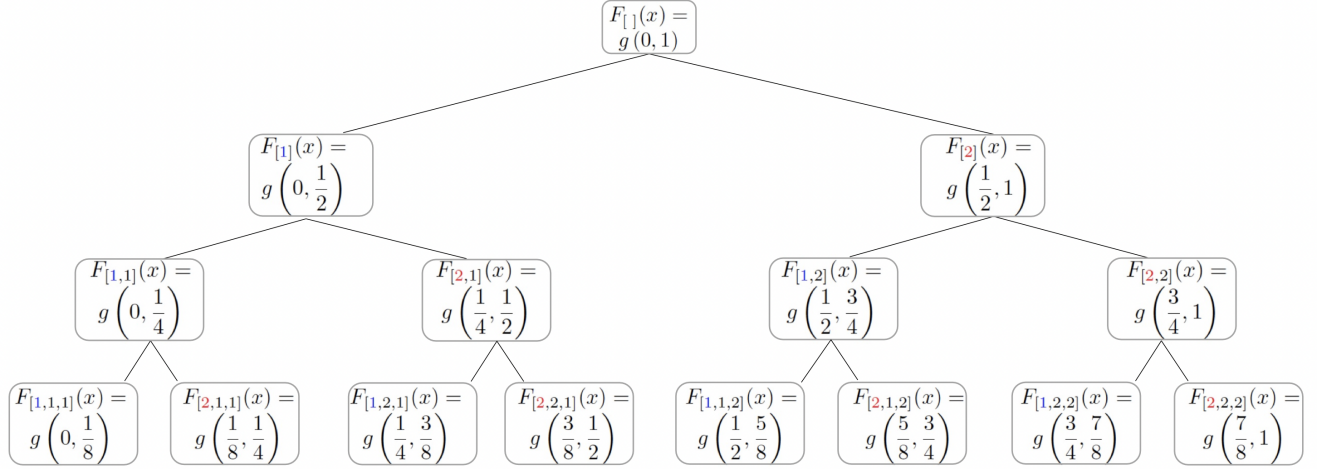 F_{[ ]}(x) =
g (0, 1)
F_{[1]}(x) =
g (0, 1/2)
F_{[2]}(x) =
g (1/2, 1)
F_{[1,1]}(x) =
g (0, 1/4)
F_{[2,1]}(x) =
g (1/4, 1/2)
F_{[1,2]}(x) =
g (1/2, 3/4)
F_{[2,2]}(x) =
g (3/4, 1)
F_{[1,1,1]}(x) =
g (0, 1/8)
F_{[2,1,1]}(x) =
g (1/8, 1/4)
F_{[1,2,1]}(x) =
g (1/4, 3/8)
F_{[2,2,1]}(x) =
g (3/8, 1/2)
F_{[1,1,2]}(x) =
g (1/2, 5/8)
F_{[2,1,2]}(x) =
g (5/8, 3/4)
F_{[1,2,2]}(x) =
g (3/4, 7/8)
F_{[2,2,2]}(x) =
g (7/8, 1)